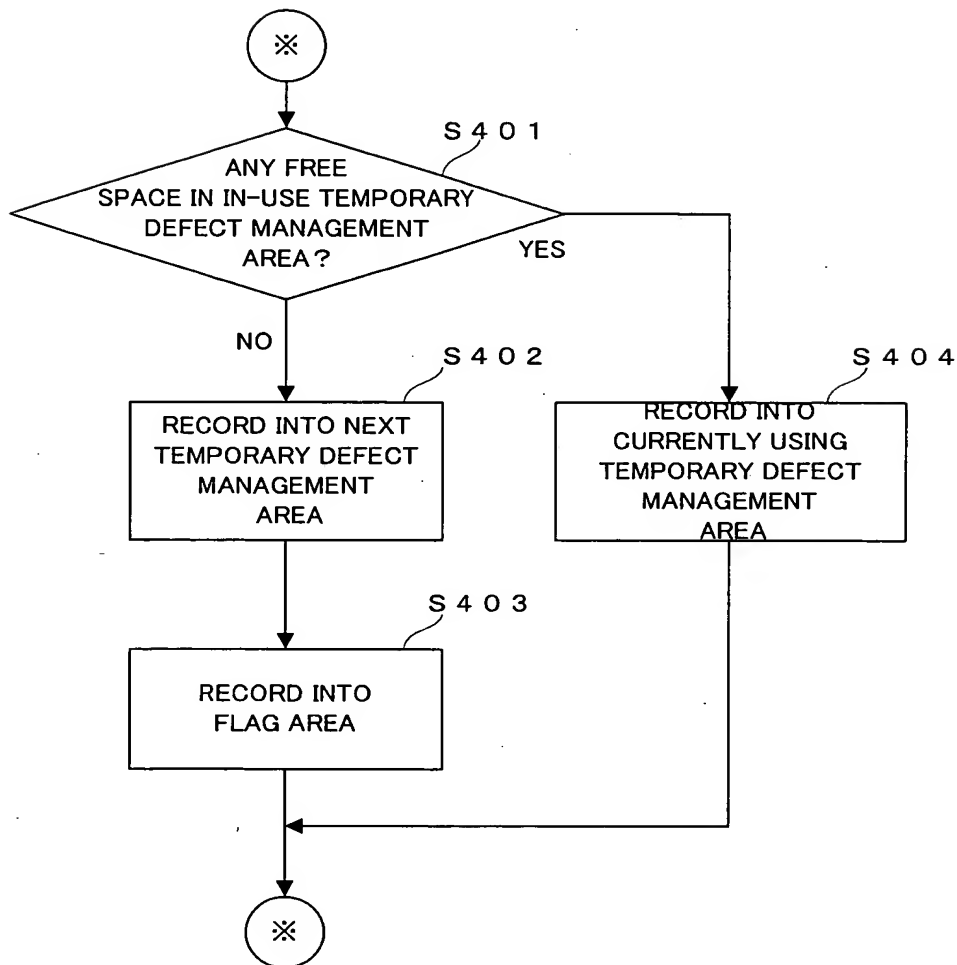 ※
S401
ANY FREE
SPACE IN IN-USE TEMPORARY
DEFECT MANAGEMENT
AREA?
YES
NO
S402
RECORD INTO NEXT
TEMPORARY DEFECT
MANAGEMENT
AREA
S404
RECORD INTO
CURRENTLY USING
TEMPORARY DEFECT
MANAGEMENT
AREA
S403
RECORD INTO
FLAG AREA
※